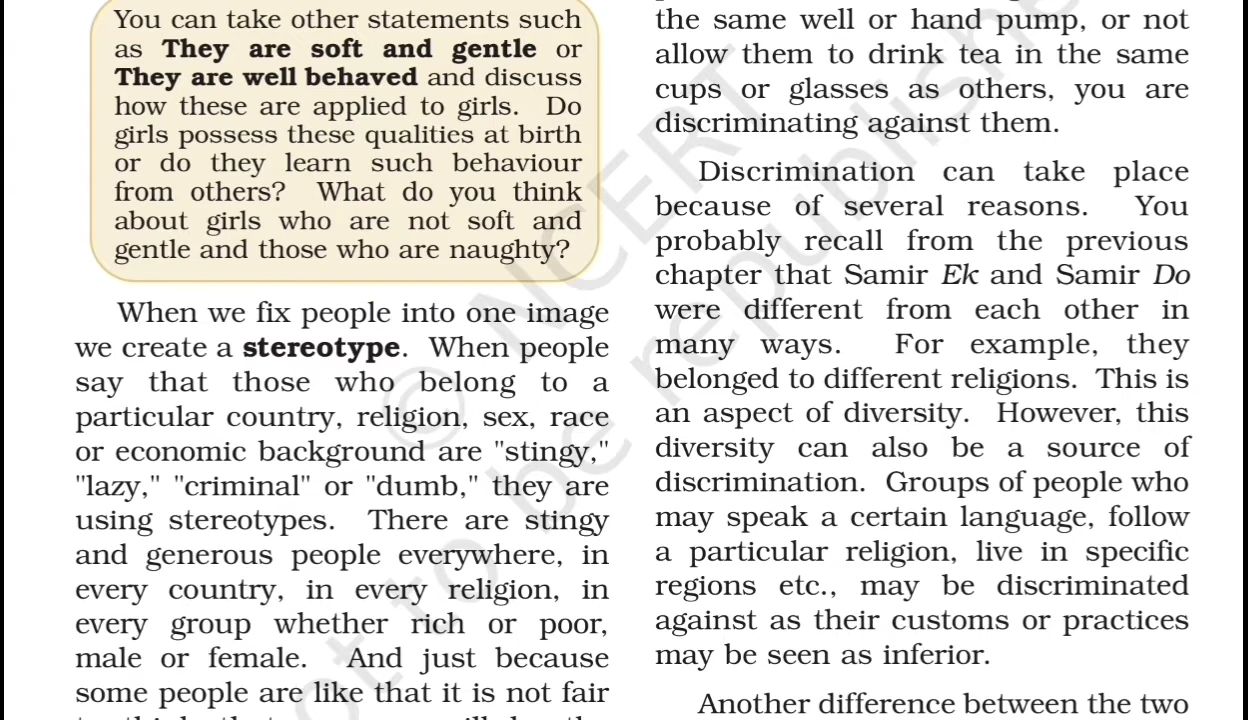 You can take other statements such
as They are soft and gentle or
They are well behaved and discuss
how these are applied to girls. Do
girls possess these qualities at birth
or do they learn such behaviour
from others? What do you think
about girls who are not soft and
gentle and those who are naughty?
When we fix people into one image
we create a stereotype. When people
say that those who belong to a
particular country, religion, sex, race
or economic background are "stingy,"
"lazy," "criminal" or "dumb," they are
using stereotypes. There are stingy
and generous people everywhere, in
every country, in every religion, in
every group whether rich or poor,
male or female. And just because
some people are like that it is not fair
the same well or hand pump, or not
allow them to drink tea in the same
cups or glasses as others, you are
discriminating against them.
Discrimination can take place
because of several reasons. You
probably recall from the previous
chapter that Samir Ek and Samir Do
were different from each other in
many ways. For example, they
belonged to different religions. This is
an aspect of diversity. However, this
diversity can also be a source of
discrimination. Groups of people who
may speak a certain language, follow
a particular religion, live in specific
regions etc., may be discriminated
against as their customs or practices
may be seen as inferior.
Another difference between the two
© NCERT
not to be republishe